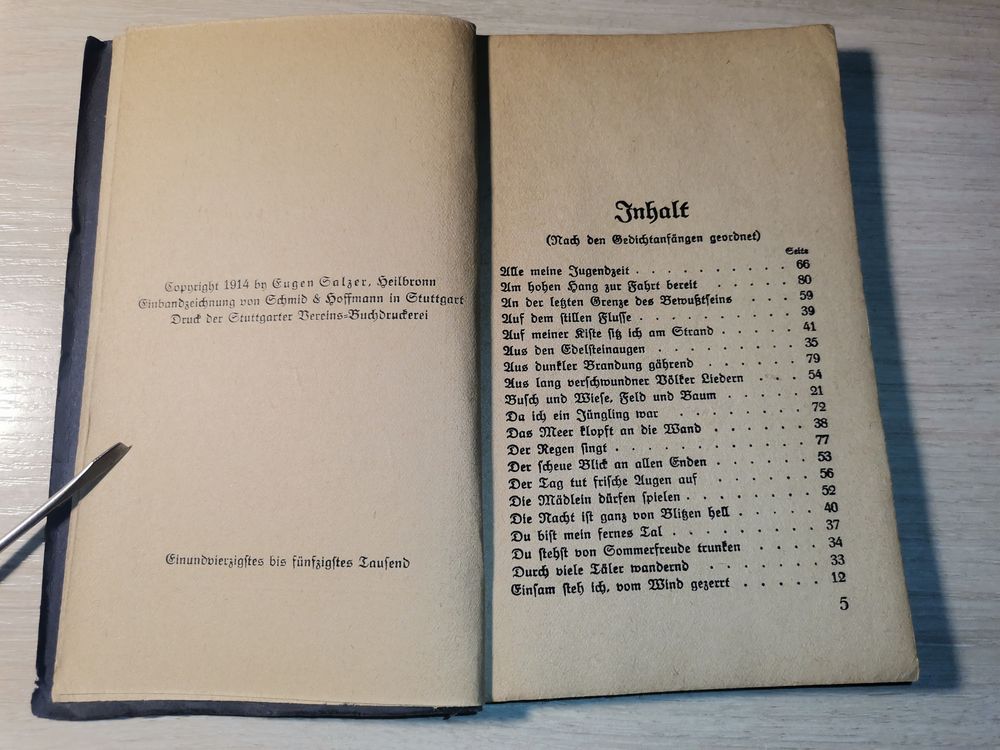 Copyright 1914 by Eugen Salzer, Heilbronn
Einbandzeichnung von Schmid & Hoffmann in Stuttgart
Druck der Stuttgarter Vereins-Buchdruckerei
Einundvierzigstes bis fünfzigstes Tausend
Inhalt
(Nach den Gedichtanfängen geordnet)
Seite
Alle meine Jugendzeit . . . . . . . . . . 66
Am hohen Hang zur Fahrt bereit . . . . . . 80
An der letzten Grenze des Bewußtseins . . . . 59
Auf dem stillen Flusse . . . . . . . . . . 39
Auf meiner Kiste sitz ich am Strand . . . . . 41
Aus den Edelsteinaugen . . . . . . . . . 35
Aus dunkler Brandung gährend . . . . . . 79
Aus lang verschwundner Völker Liedern . . . . 54
Busch und Wiese, Feld und Baum . . . . . 21
Da ich ein Jüngling war . . . . . . . . 72
Das Meer klopft an die Wand . . . . . . 38
Der Regen singt . . . . . . . . . . . 77
Der scheue Blick an allen Enden . . . . . 53
Der Tag tut frische Augen auf . . . . . . 56
Die Mädlein dürfen spielen . . . . . . . 52
Die Nacht ist ganz von Blitzen hell . . . . . 40
Du bist mein fernes Tal . . . . . . . . 37
Du stehst von Sommerfreude trunken . . . . 34
Durch viele Täler wandernd . . . . . . . 33
Einsam steh ich, vom Wind gezerrt . . . . . 12
5